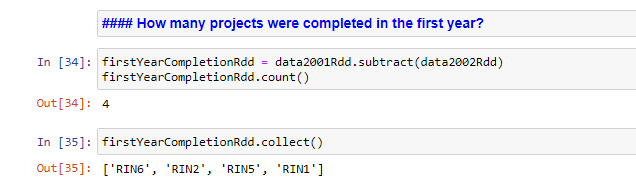 #### How many projects were completed in the first year?
In [34]: firstYearCompletionRdd = data2001Rdd.subtract(data2002Rdd)
firstYearCompletionRdd.count()
Out[34]: 4
In [35]: firstYearCompletionRdd.collect()
Out[35]: ['RIN6', 'RIN2', 'RIN5', 'RIN1']